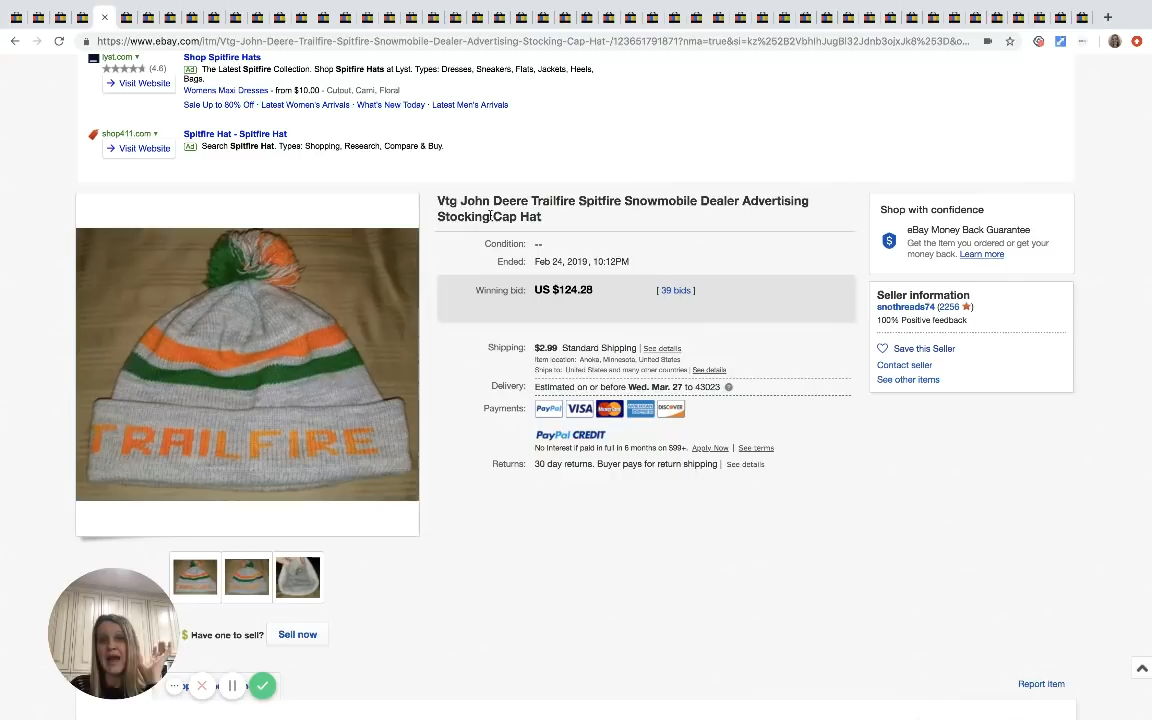 https://www.ebay.com/itm/Vtg-John-Deere-Trailfire-Spitfire-Snowmobile-Dealer-Advertising-Stocking-Cap-Hat-/123651791871?nma=true&si=kz%252B2VbhIhJugBl32Jdnb3ojxJk8%253D&o...
lyst.com
Shop Spitfire Hats
(4.6)
Ad The Latest Spitfire Collection. Shop Spitfire Hats at Lyst. Types: Dresses, Sneakers, Flats, Jackets, Heels,
Bags.
Visit Website
Womens Maxi Dresses - from $10.00 - Cutout, Cami, Floral
Sale Up to 60% Off · Latest Women's Arrivals · What's New Today · Latest Men's Arrivals
shop411.com
Spitfire Hat - Spitfire Hat
Visit Website
Ad Search Spitfire Hat. Types: Shopping, Research, Compare & Buy.
Vtg John Deere Trailfire Spitfire Snowmobile Dealer Advertising
Stocking Cap Hat
Condition: --
Ended: Feb 24, 2019, 10:12PM
Winning bid: US $124.28 [ 39 bids ]
Shipping: $2.99 Standard Shipping | See details
Item location: Anoka, Minnesota, United States
Ships to: United States and many other countries | See details
Delivery: Estimated on or before Wed. Mar. 27 to 43023
Payments: PayPal VISA MasterCard AMERICAN EXPRESS DISCOVER
PayPal CREDIT
No interest if paid in full in 6 months on $99+. Apply Now | See terms
Returns: 30 day returns. Buyer pays for return shipping | See details
Shop with confidence
eBay Money Back Guarantee
Get the item you ordered or get your
money back. Learn more
Seller information
snothreads74 (2256)
100% Positive feedback
Save this Seller
Contact seller
See other items
TRAILFIRE
Have one to sell? Sell now
Report item